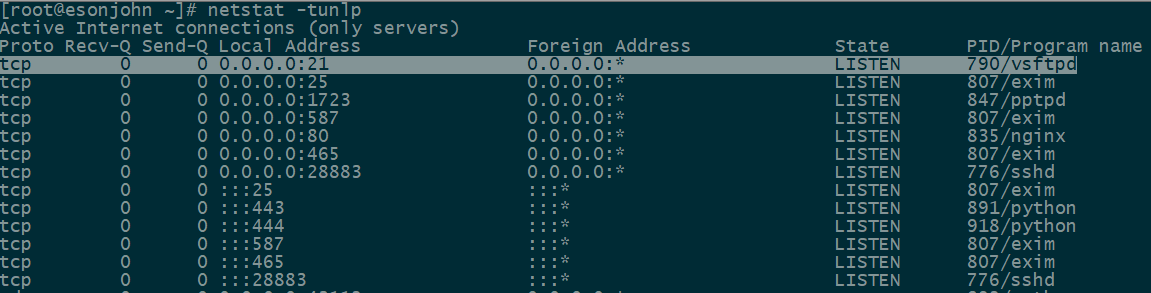 [root@esonjohn ~]# netstat -tunlp
Active Internet connections (only servers)
Proto Recv-Q Send-Q Local Address Foreign Address State PID/Program name
tcp 0 0 0.0.0.0:21 0.0.0.0:* LISTEN 790/vsftpd
tcp 0 0 0.0.0.0:25 0.0.0.0:* LISTEN 807/exim
tcp 0 0 0.0.0.0:1723 0.0.0.0:* LISTEN 847/pptpd
tcp 0 0 0.0.0.0:587 0.0.0.0:* LISTEN 807/exim
tcp 0 0 0.0.0.0:80 0.0.0.0:* LISTEN 835/nginx
tcp 0 0 0.0.0.0:465 0.0.0.0:* LISTEN 807/exim
tcp 0 0 0.0.0.0:28883 0.0.0.0:* LISTEN 776/sshd
tcp 0 0 :::25 :::* LISTEN 807/exim
tcp 0 0 :::443 :::* LISTEN 891/python
tcp 0 0 :::444 :::* LISTEN 918/python
tcp 0 0 :::587 :::* LISTEN 807/exim
tcp 0 0 :::465 :::* LISTEN 807/exim
tcp 0 0 :::28883 :::* LISTEN 776/sshd